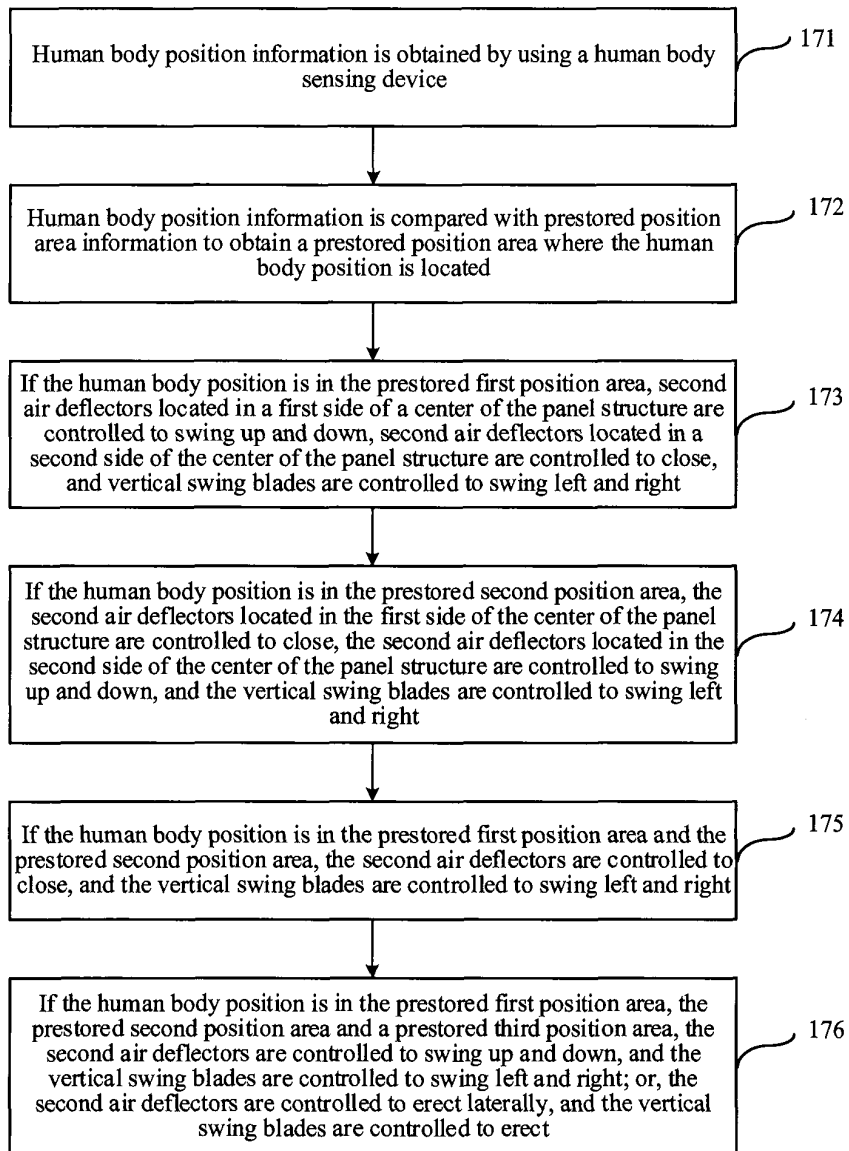 Human body position information is obtained by using a human body
sensing device
171
Human body position information is compared with prestored position
area information to obtain a prestored position area where the human
body position is located
172
If the human body position is in the prestored first position area, second
air deflectors located in a first side of a center of the panel structure are
controlled to swing up and down, second air deflectors located in a
second side of the center of the panel structure are controlled to close,
and vertical swing blades are controlled to swing left and right
173
If the human body position is in the prestored second position area, the
second air deflectors located in the first side of the center of the panel
structure are controlled to close, the second air deflectors located in the
second side of the center of the panel structure are controlled to swing
up and down, and the vertical swing blades are controlled to swing left
and right
174
If the human body position is in the prestored first position area and the
prestored second position area, the second air deflectors are controlled to
close, and the vertical swing blades are controlled to swing left and right
175
If the human body position is in the prestored first position area, the
prestored second position area and a prestored third position area, the
second air deflectors are controlled to swing up and down, and the
vertical swing blades are controlled to swing left and right; or, the
second air deflectors are controlled to erect laterally, and the vertical
swing blades are controlled to erect
176